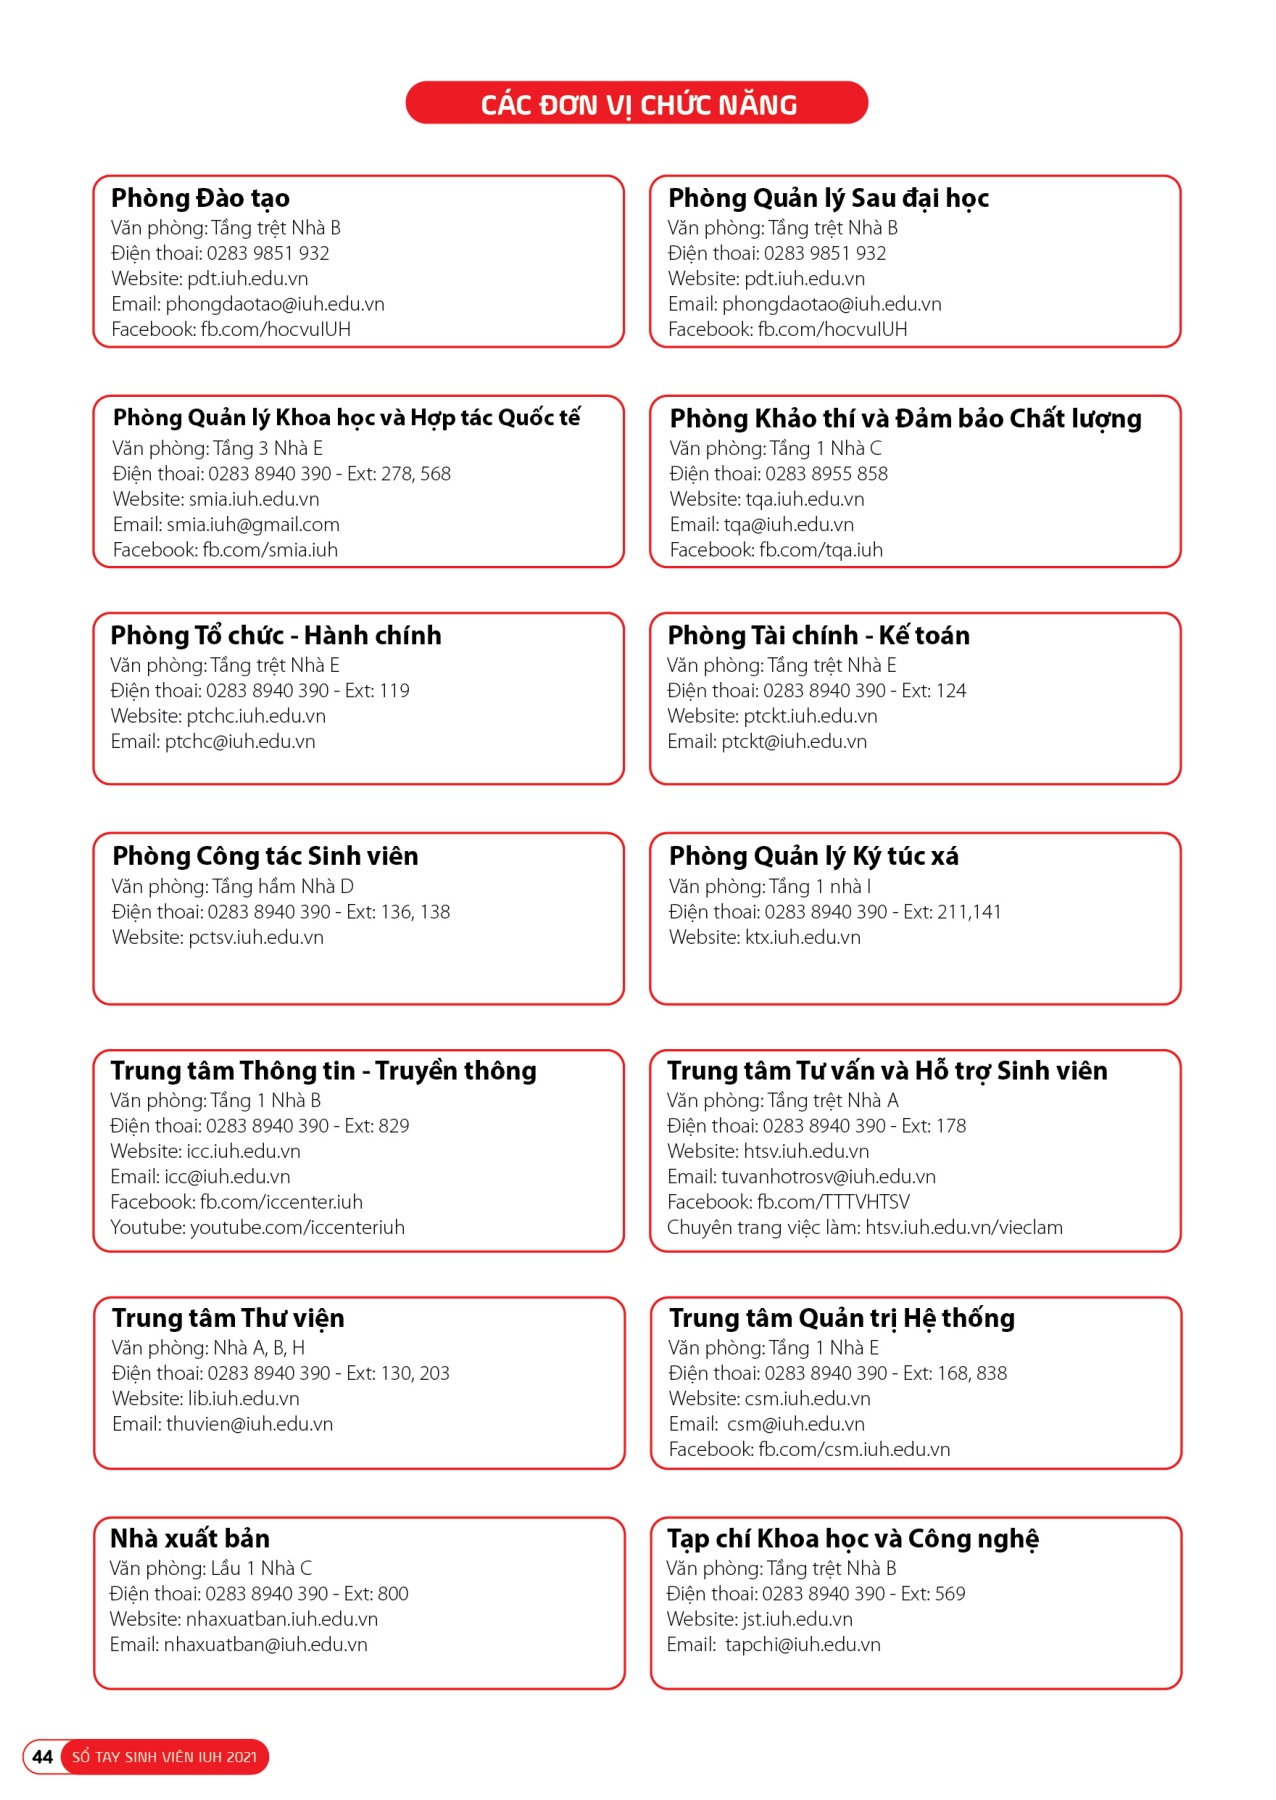 CÁC ĐƠN VỊ CHỨC NĂNG
Phòng Đào tạo
Văn phòng: Tầng trệt Nhà B
Điện thoai: 0283 9851 932
Website: pdt.iuh.edu.vn
Email: phongdaotao@iuh.edu.vn
Facebook: fb.com/hocvuIUH
Phòng Quản lý Sau đại học
Văn phòng: Tầng trệt Nhà B
Điện thoai: 0283 9851 932
Website: pdt.iuh.edu.vn
Email: phongdaotao@iuh.edu.vn
Facebook: fb.com/hocvuIUH
Phòng Quản lý Khoa học và Hợp tác Quốc tế
Văn phòng: Tầng 3 Nhà E
Điện thoai: 0283 8940 390 - Ext: 278, 568
Website: smia.iuh.edu.vn
Email: smia.iuh@gmail.com
Facebook: fb.com/smia.iuh
Phòng Khảo thí và Đảm bảo Chất lượng
Văn phòng: Tầng 1 Nhà C
Điện thoai: 0283 8955 858
Website: tqa.iuh.edu.vn
Email: tqa@iuh.edu.vn
Facebook: fb.com/tqa.iuh
Phòng Tổ chức - Hành chính
Văn phòng: Tầng trệt Nhà E
Điện thoai: 0283 8940 390 - Ext: 119
Website: ptchc.iuh.edu.vn
Email: ptchc@iuh.edu.vn
Phòng Tài chính - Kế toán
Văn phòng: Tầng trệt Nhà E
Điện thoai: 0283 8940 390 - Ext: 124
Website: ptckt.iuh.edu.vn
Email: ptckt@iuh.edu.vn
Phòng Công tác Sinh viên
Văn phòng: Tầng hầm Nhà D
Điện thoai: 0283 8940 390 - Ext: 136, 138
Website: pctsv.iuh.edu.vn
Phòng Quản lý Ký túc xá
Văn phòng: Tầng 1 nhà I
Điện thoai: 0283 8940 390 - Ext: 211,141
Website: ktx.iuh.edu.vn
Trung tâm Thông tin - Truyền thông
Văn phòng: Tầng 1 Nhà B
Điện thoai: 0283 8940 390 - Ext: 829
Website: icc.iuh.edu.vn
Email: icc@iuh.edu.vn
Facebook: fb.com/iccenter.iuh
Youtube: youtube.com/iccenteriuh
Trung tâm Tư vấn và Hỗ trợ Sinh viên
Văn phòng: Tầng trệt Nhà A
Điện thoai: 0283 8940 390 - Ext: 178
Website: htsv.iuh.edu.vn
Email: tuvanhotrosv@iuh.edu.vn
Facebook: fb.com/TTTVHTSV
Chuyên trang việc làm: htsv.iuh.edu.vn/vieclam
Trung tâm Thư viện
Văn phòng: Nhà A, B, H
Điện thoai: 0283 8940 390 - Ext: 130, 203
Website: lib.iuh.edu.vn
Email: thuvien@iuh.edu.vn
Trung tâm Quản trị Hệ thống
Văn phòng: Tầng 1 Nhà E
Điện thoai: 0283 8940 390 - Ext: 168, 838
Website: csm.iuh.edu.vn
Email:  csm@iuh.edu.vn
Facebook: fb.com/csm.iuh.edu.vn
Nhà xuất bản
Văn phòng: Lầu 1 Nhà C
Điện thoai: 0283 8940 390 - Ext: 800
Website: nhaxuatban.iuh.edu.vn
Email: nhaxuatban@iuh.edu.vn
Tạp chí Khoa học và Công nghệ
Văn phòng: Tầng trệt Nhà B
Điện thoai: 0283 8940 390 - Ext: 569
Website: jst.iuh.edu.vn
Email:  tapchi@iuh.edu.vn
44 SỔ TAY SINH VIÊN IUH 2021